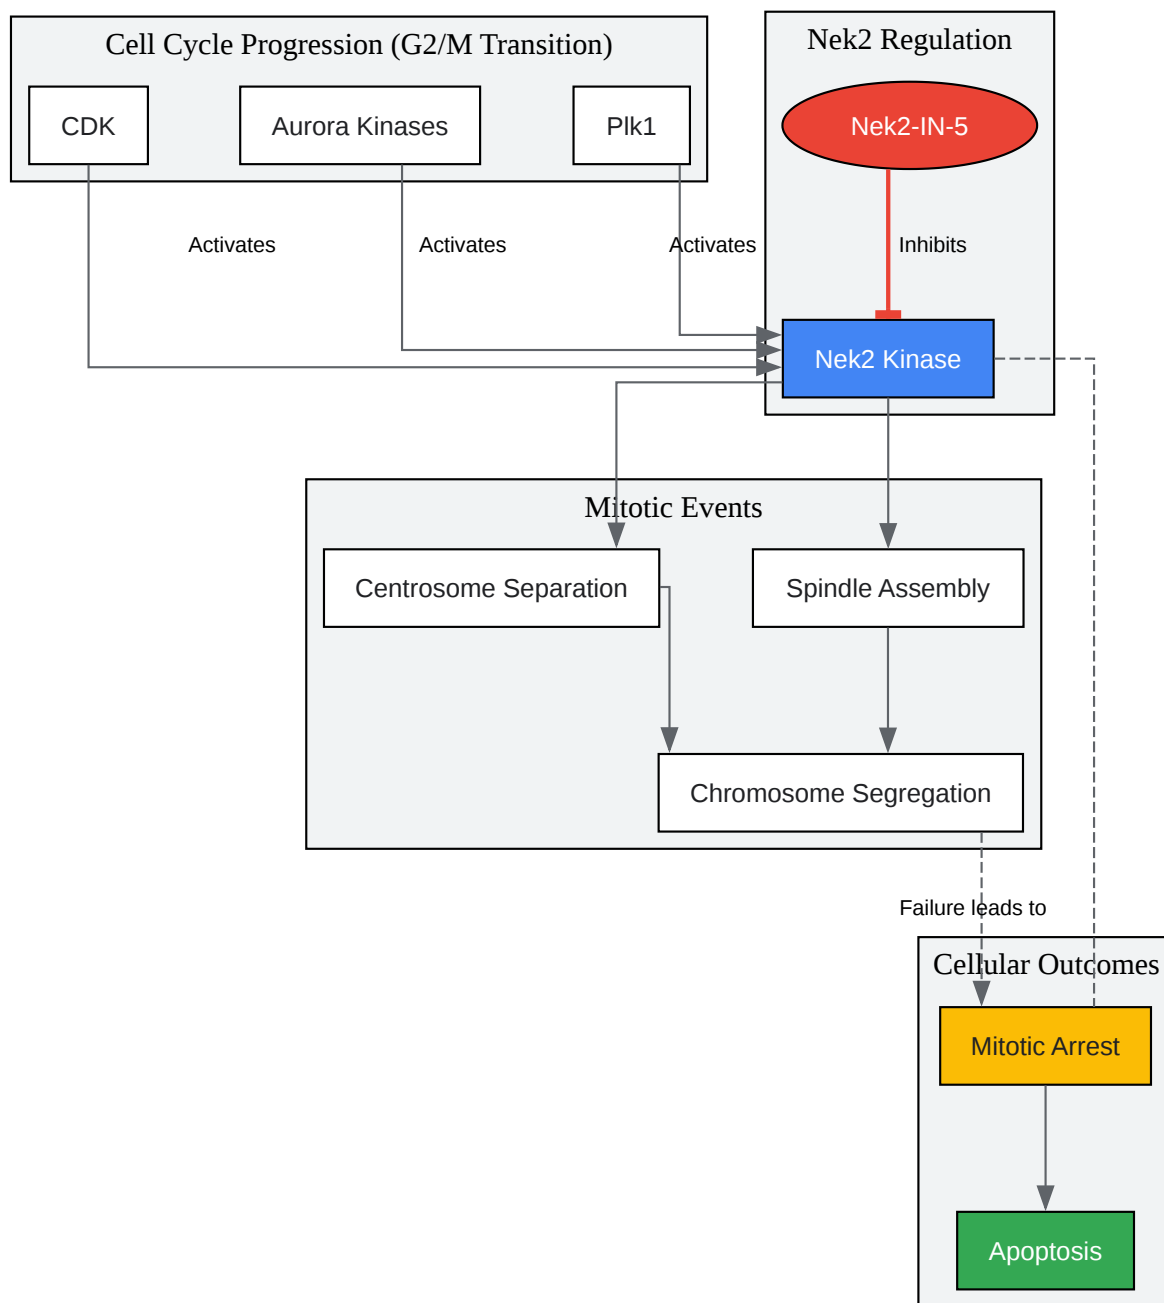 Cell Cycle Progression (G2/M Transition)
Nek2 Regulation
CDK
Aurora Kinases
Plk1
Nek2-IN-5
Activates
Activates
Activates
Inhibits
Nek2 Kinase
Mitotic Events
Centrosome Separation
Spindle Assembly
Chromosome Segregation
Failure leads to
Cellular Outcomes
Mitotic Arrest
Apoptosis